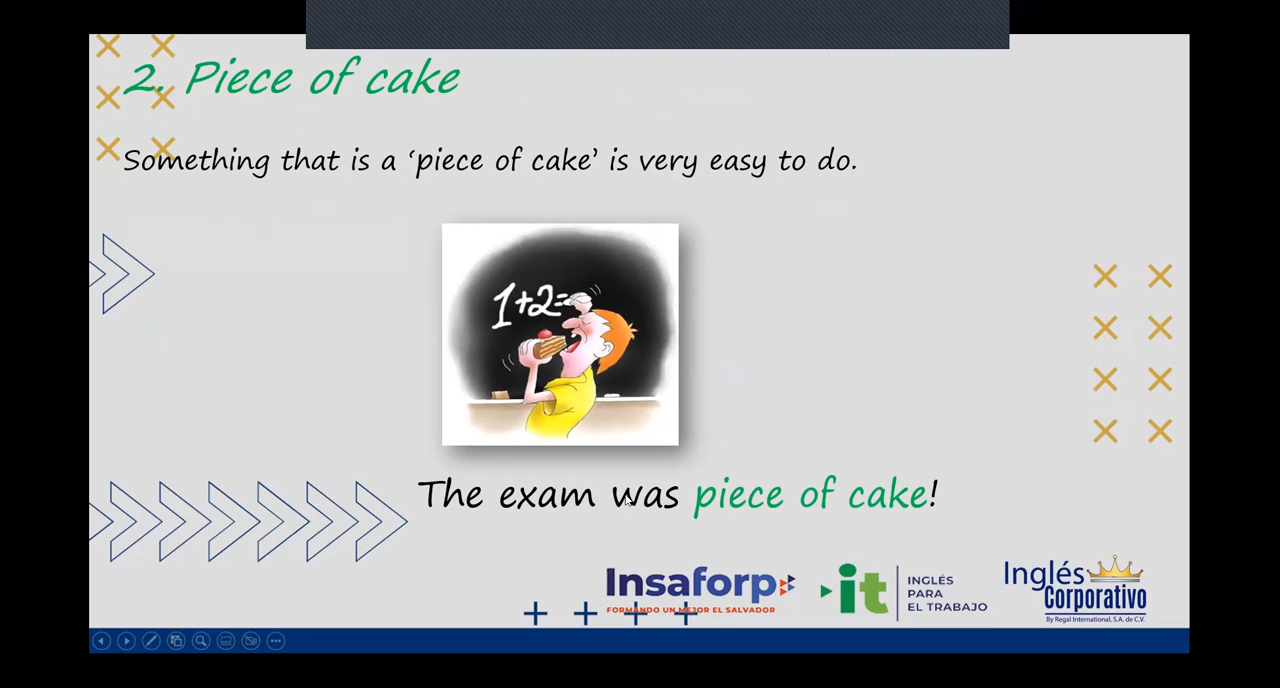 2. Piece of cake
Something that is a ‘piece of cake’ is very easy to do.
1+2=
The exam was piece of cake!
Insaforp
FORMANDO UN MEJOR EL SALVADOR
it
INGLÉS
PARA
EL TRABAJO
Inglés
Corporativo
By Regal International, S.A. de C.V.